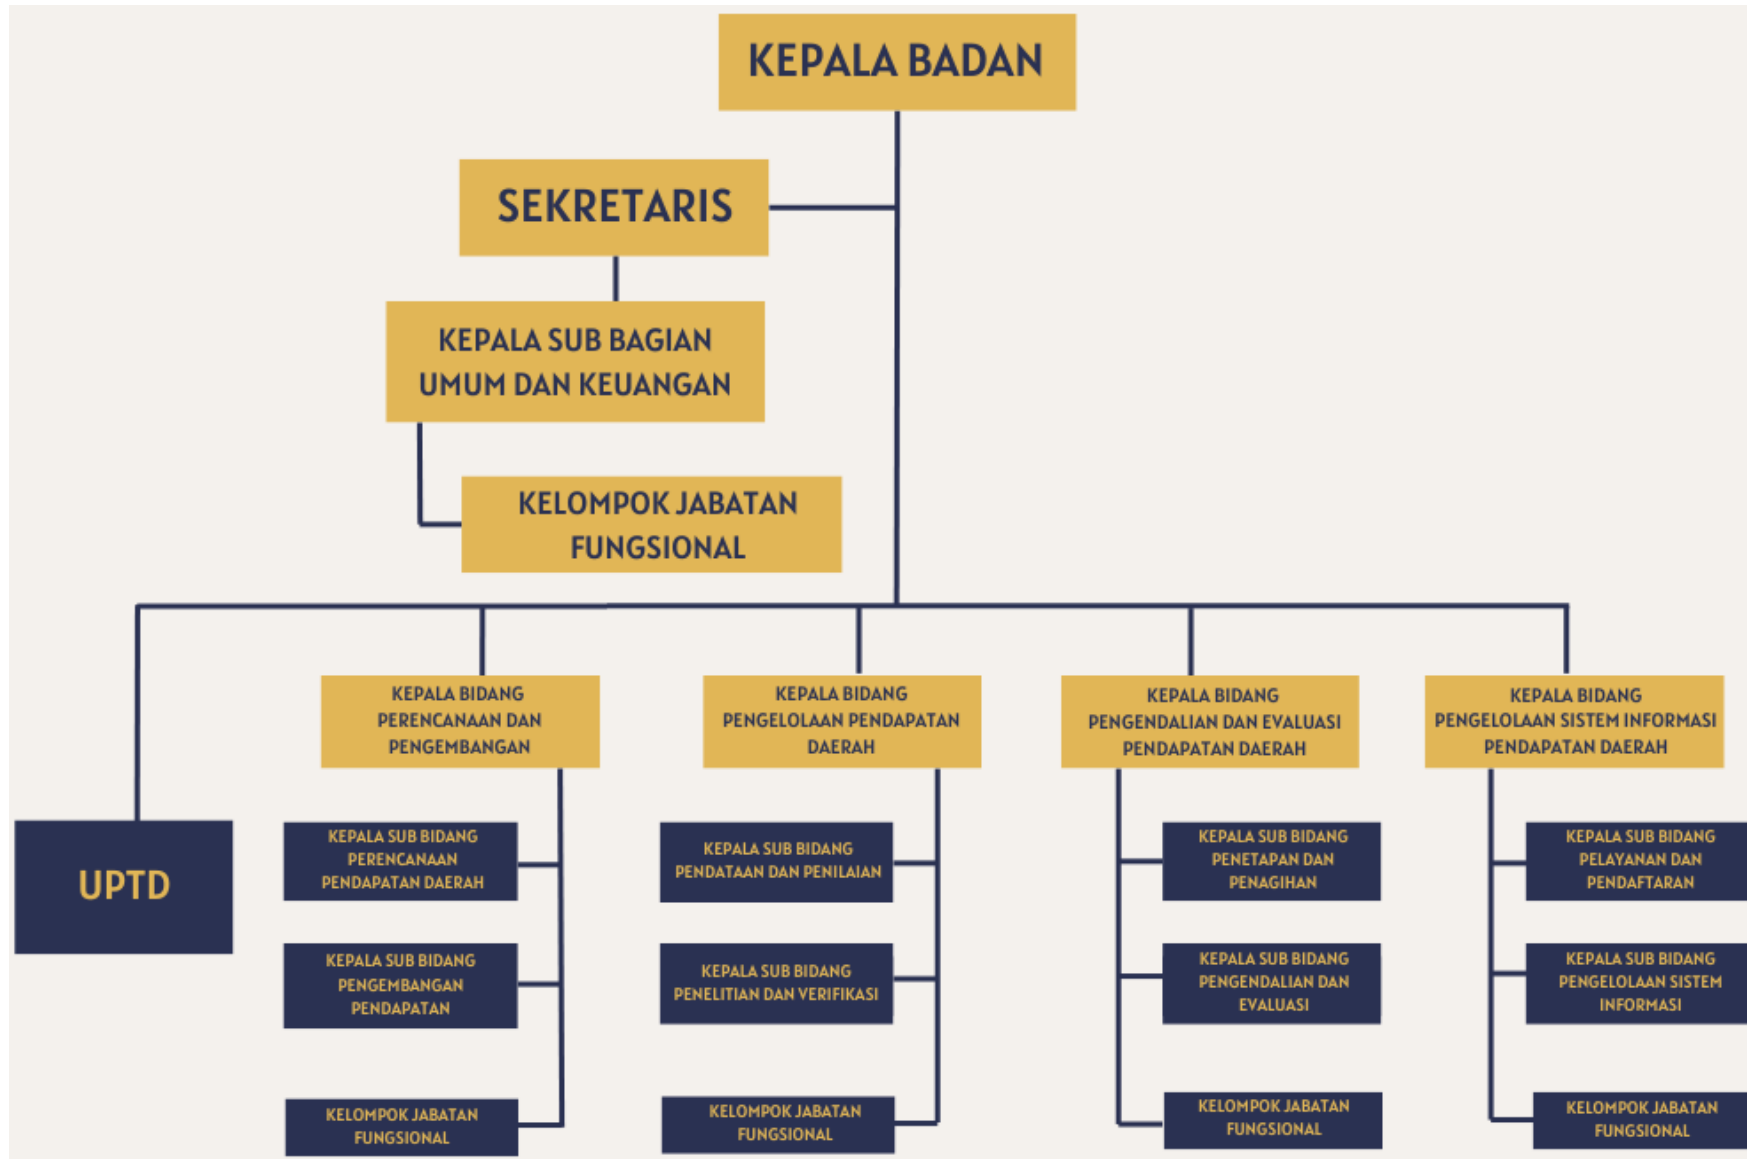 KEPALA BADAN
SEKRETARIS
KEPALA SUB BAGIAN
UMUM DAN KEUANGAN
KELOMPOK JABATAN
FUNGSIONAL
KEPALA BIDANG
PERENCANAAN DAN
PENGEMBANGAN
KEPALA BIDANG
PENGELOLAAN PENDAPATAN
DAERAH
KEPALA BIDANG
PENGENDALIAN DAN EVALUASI
PENDAPATAN DAERAH
KEPALA BIDANG
PENGELOLAAN SISTEM INFORMASI
PENDAPATAN DAERAH
UPTD
KEPALA SUB BIDANG
PERENCANAAN
PENDAPATAN DAERAH
KEPALA SUB BIDANG
PENDATAAN DAN PENILAIAN
KEPALA SUB BIDANG
PENETAPAN DAN
PENAGIHAN
KEPALA SUB BIDANG
PELAYANAN DAN
PENDAFTARAN
KEPALA SUB BIDANG
PENGEMBANGAN
PENDAPATAN
KEPALA SUB BIDANG
PENELITIAN DAN VERIFIKASI
KEPALA SUB BIDANG
PENGENDALIAN DAN
EVALUASI
KEPALA SUB BIDANG
PENGELOLAAN SISTEM
INFORMASI
KELOMPOK JABATAN
FUNGSIONAL
KELOMPOK JABATAN
FUNGSIONAL
KELOMPOK JABATAN
FUNGSIONAL
KELOMPOK JABATAN
FUNGSIONAL